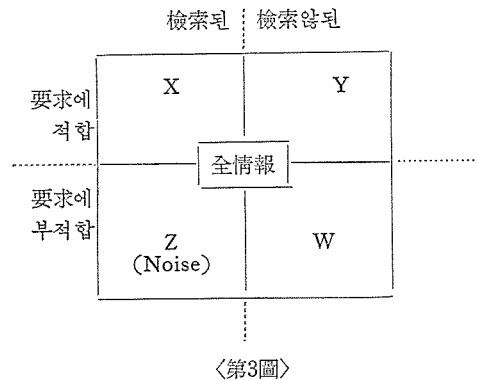 檢索된 檢索않된
X Y
要求에
적합
全情報
要求에
부적합
Z W
(Noise)
〈第3圖〉